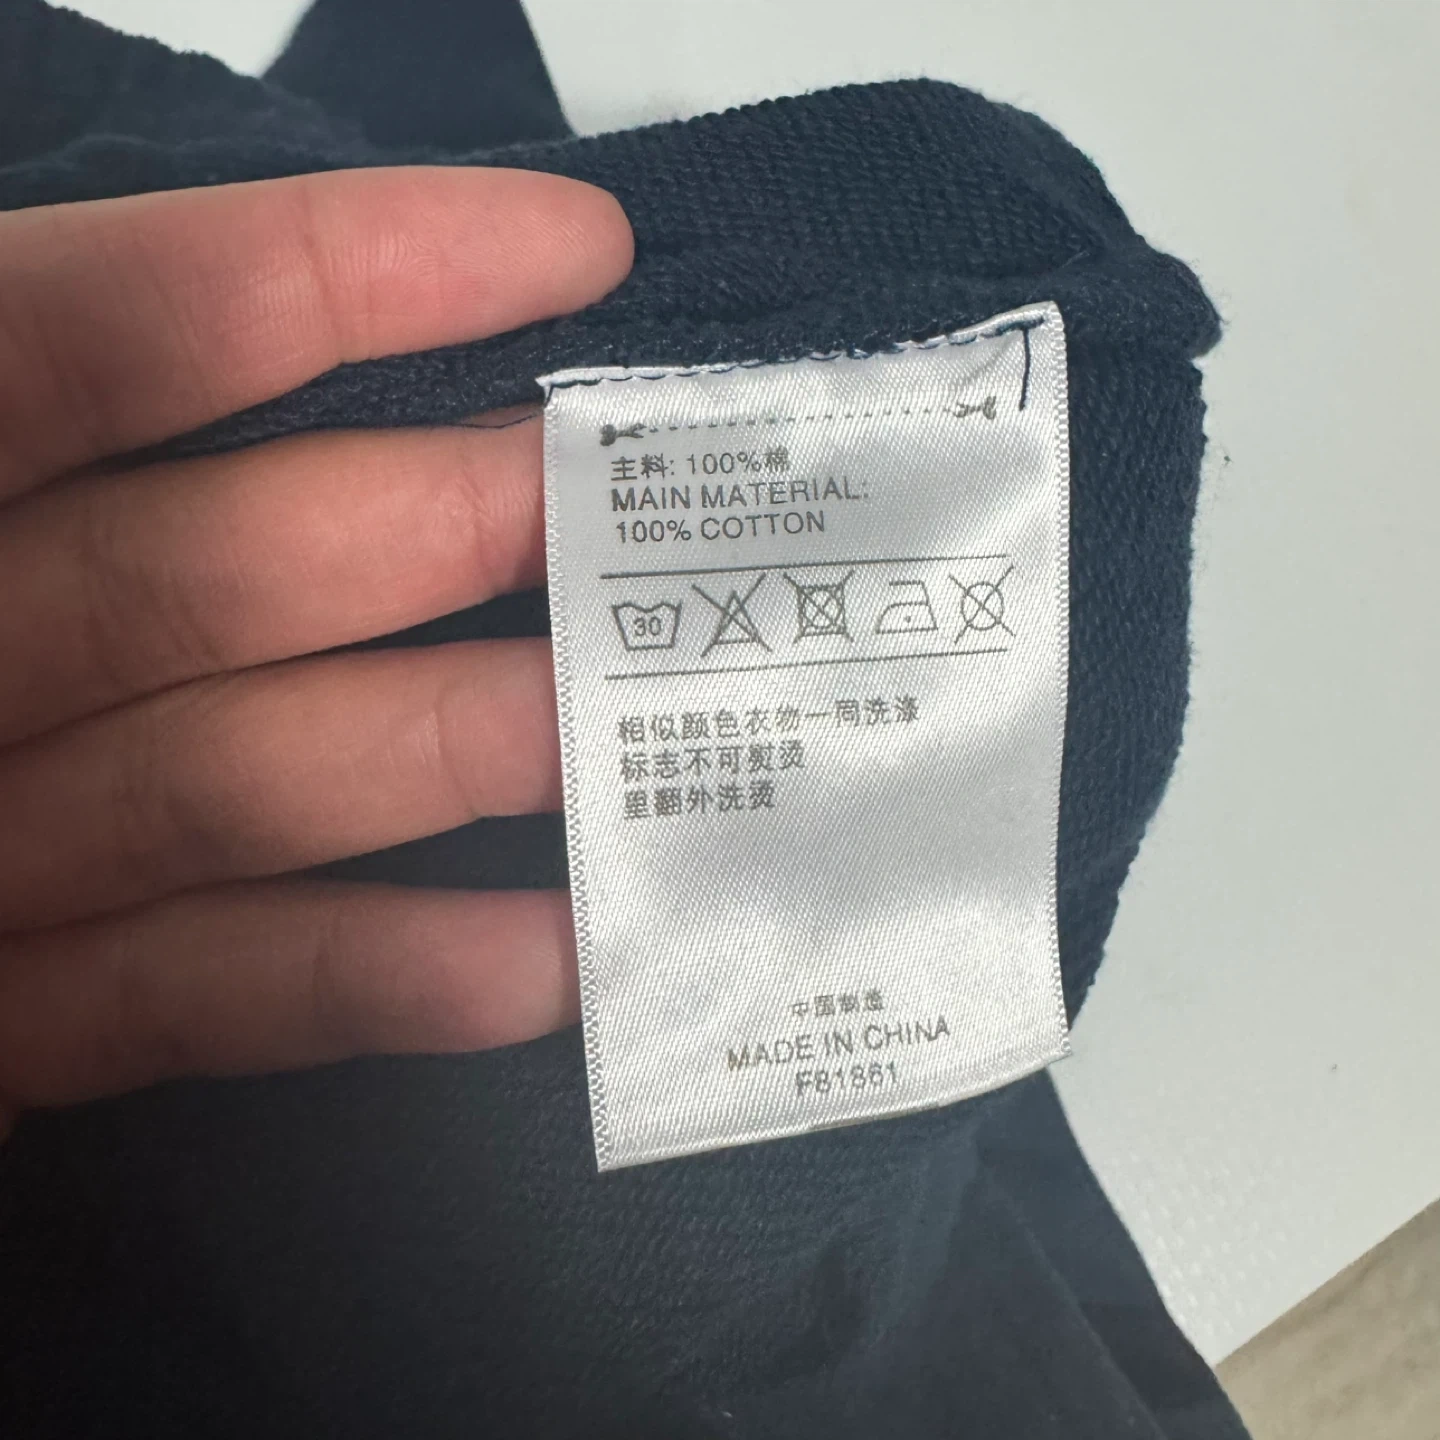 主料: 100%棉
MAIN MATERIAL:
100% COTTON
30
相似颜色衣物一同洗涤
标志不可熨烫
里翻外洗烫
中国制造
MADE IN CHINA
F81861